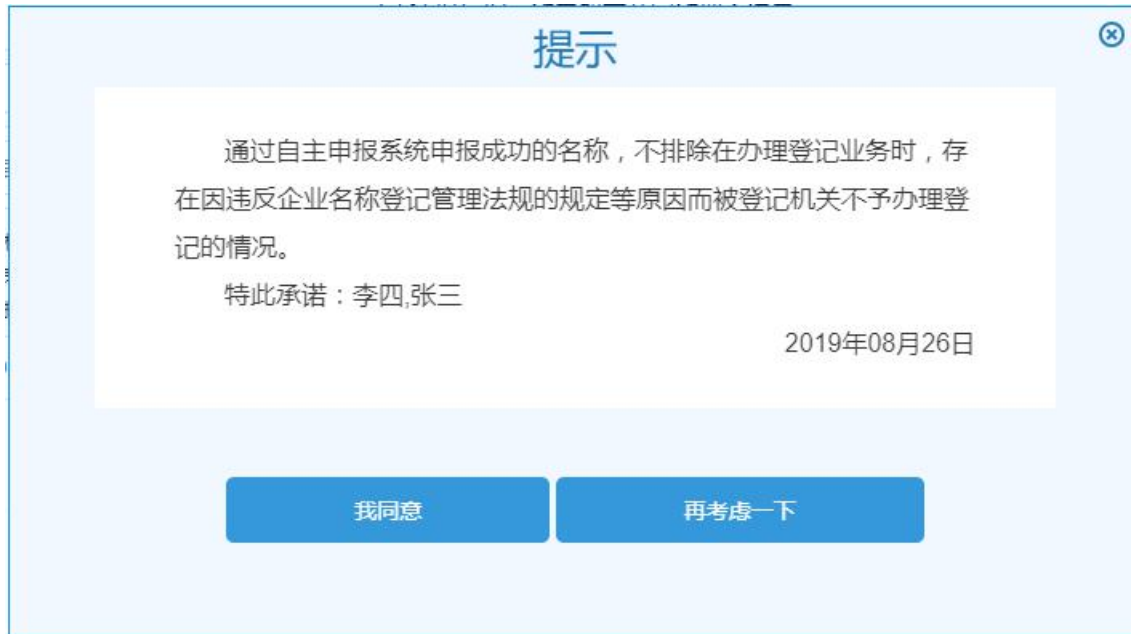 提示
通过自主申报系统申报成功的名称，不排除在办理登记业务时，存
在因违反企业名称登记管理法规的规定等原因而被登记机关不予办理登
记的情况。
特此承诺：李四,张三
2019年08月26日
我同意
再考虑一下